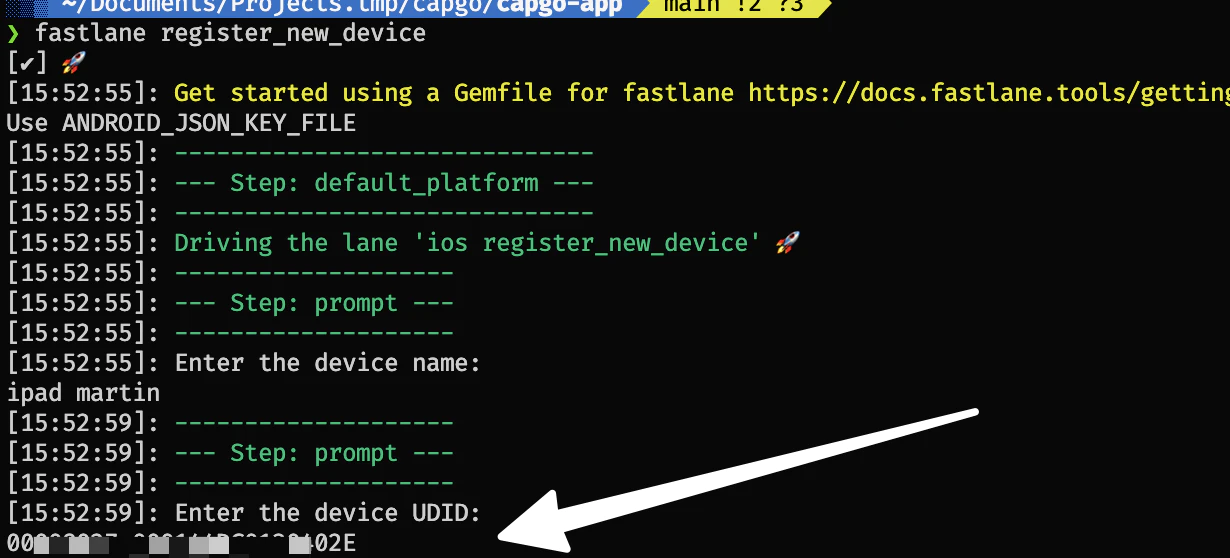 ~/Documents/Projects.tmp/capgo/capgo-app main !2 ?3
❯ fastlane register_new_device
[✔] 🚀
[15:52:55]: Get started using a Gemfile for fastlane https://docs.fastlane.tools/getting
Use ANDROID_JSON_KEY_FILE
[15:52:55]: ------------------------------
[15:52:55]: --- Step: default_platform ---
[15:52:55]: ------------------------------
[15:52:55]: Driving the lane 'ios register_new_device' 🚀
[15:52:55]: --------------------
[15:52:55]: --- Step: prompt ---
[15:52:55]: --------------------
[15:52:55]: Enter the device name:
ipad martin
[15:52:59]: --------------------
[15:52:59]: --- Step: prompt ---
[15:52:59]: --------------------
[15:52:59]: Enter the device UDID: